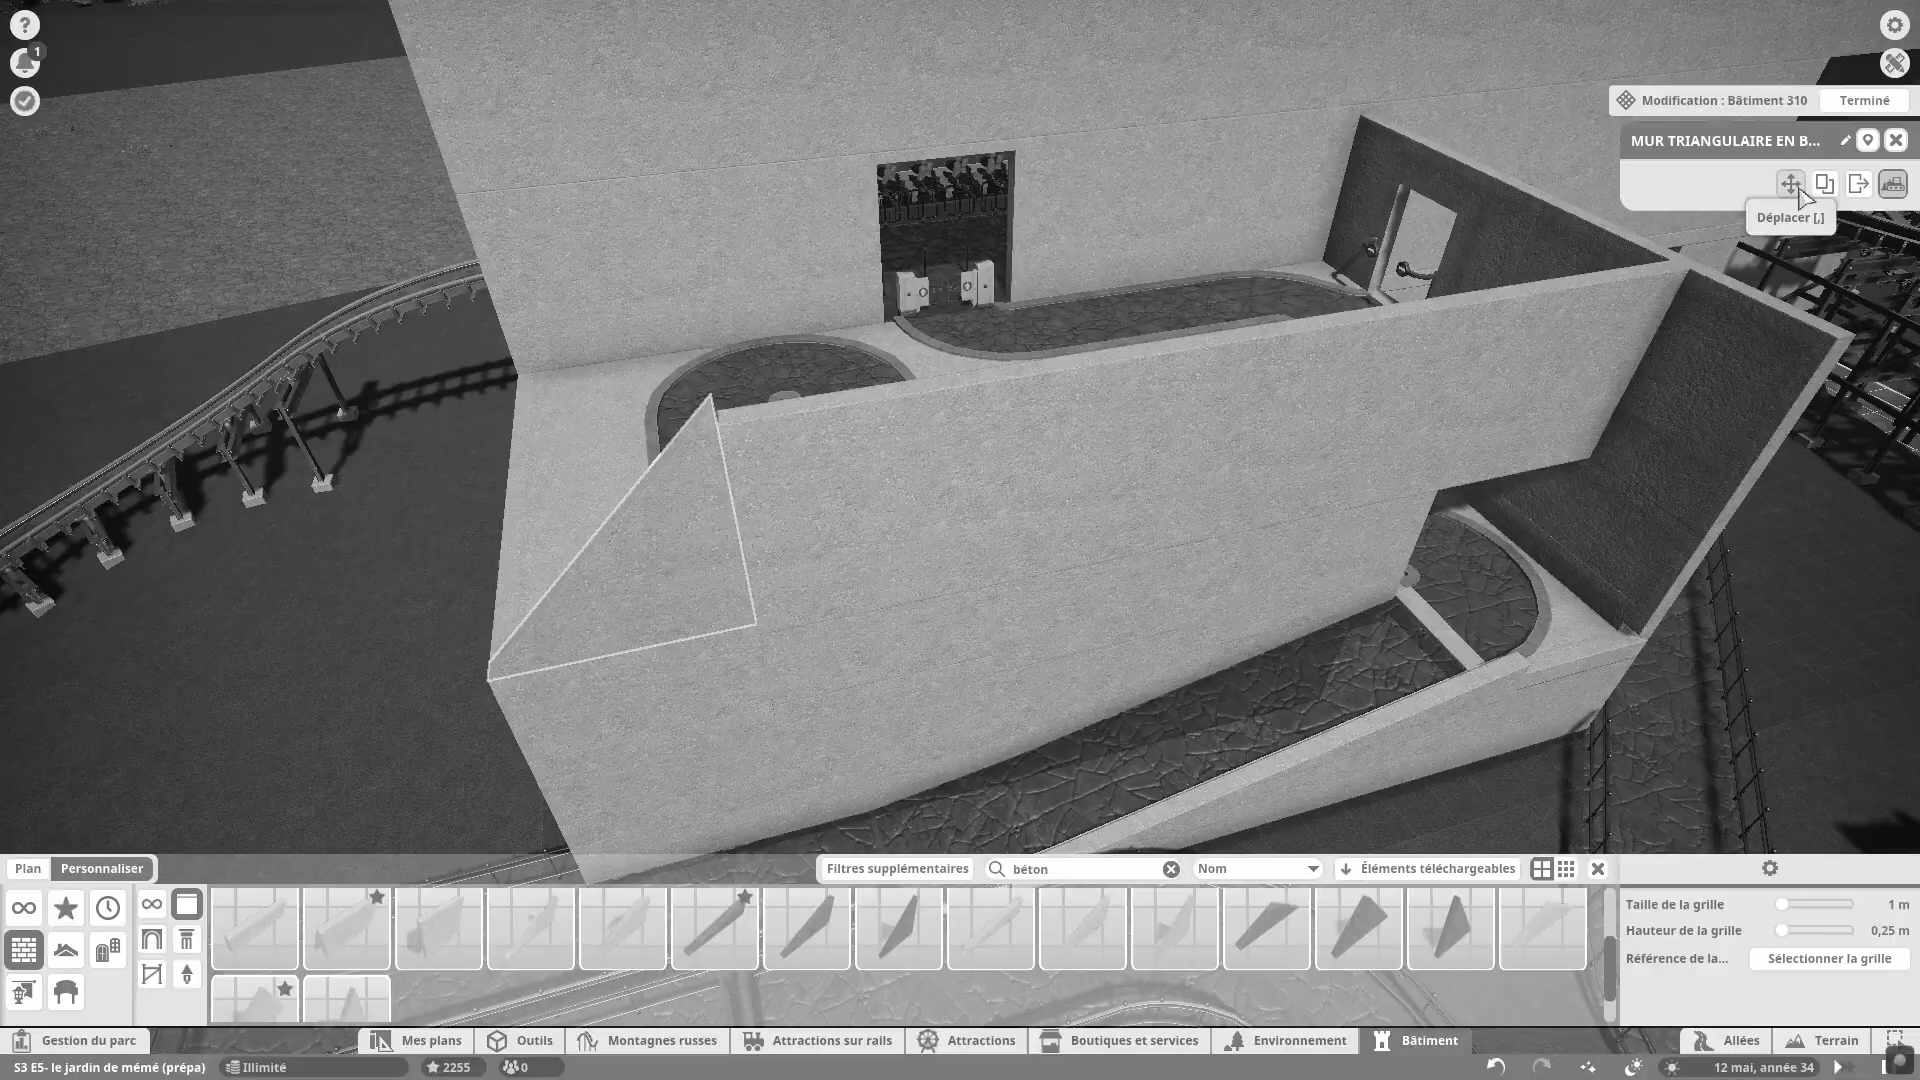 ?
1
Modification : Bâtiment 310
Terminé
MUR TRIANGULAIRE EN B...
Déplacer [,]
Plan
Personnaliser
Filtres supplémentaires
béton
Nom
Éléments téléchargeables
Taille de la grille
1 m
Hauteur de la grille
0,25 m
Référence de la...
Sélectionner la grille
Gestion du parc
Mes plans
Outils
Montagnes russes
Attractions sur rails
Attractions
Boutiques et services
Environnement
Bâtiment
Allées
Terrain
S3 E5- le jardin de mémé (prépa)
Illimité
2255
0
12 mai, année 34